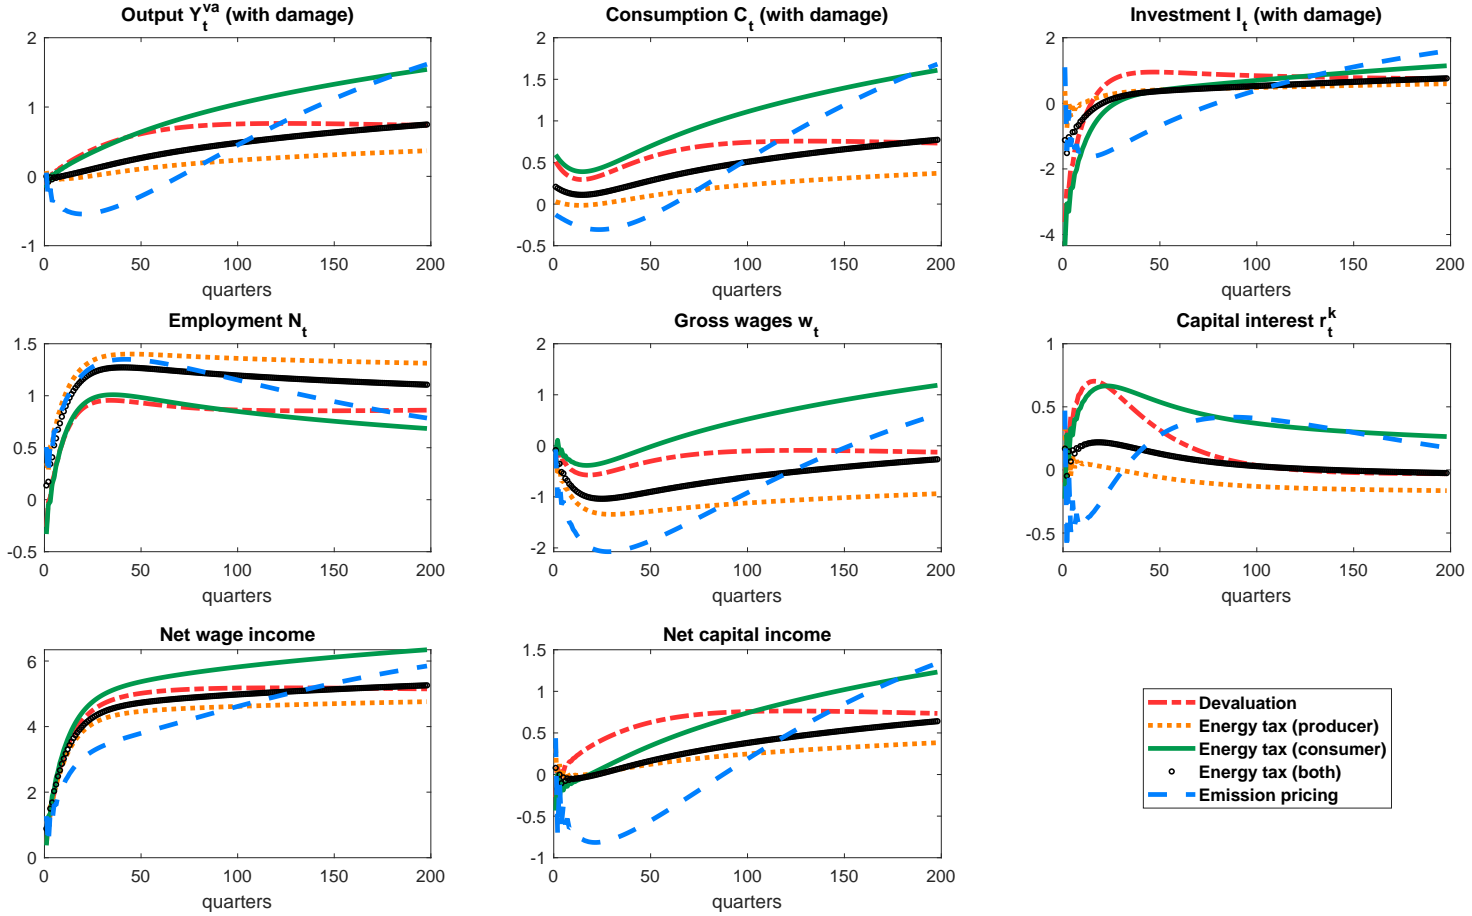 Output Y_t^va (with damage)
Consumption C_t (with damage)
Investment I_t (with damage)
2
1
0
-1
0 50 100 150 200
quarters
2
1.5
1
0.5
0
-0.5
0 50 100 150 200
quarters
2
0
-2
-4
0 50 100 150 200
quarters
Employment N_t
Gross wages w_t
Capital interest r_t^k
1.5
1
0.5
0
-0.5
0 50 100 150 200
quarters
2
1
0
-1
-2
0 50 100 150 200
quarters
1
0.5
0
-0.5
0 50 100 150 200
quarters
Net wage income
Net capital income
6
4
2
0
0 50 100 150 200
quarters
1.5
1
0.5
0
-0.5
-1
0 50 100 150 200
quarters
Devaluation
Energy tax (producer)
Energy tax (consumer)
Energy tax (both)
Emission pricing